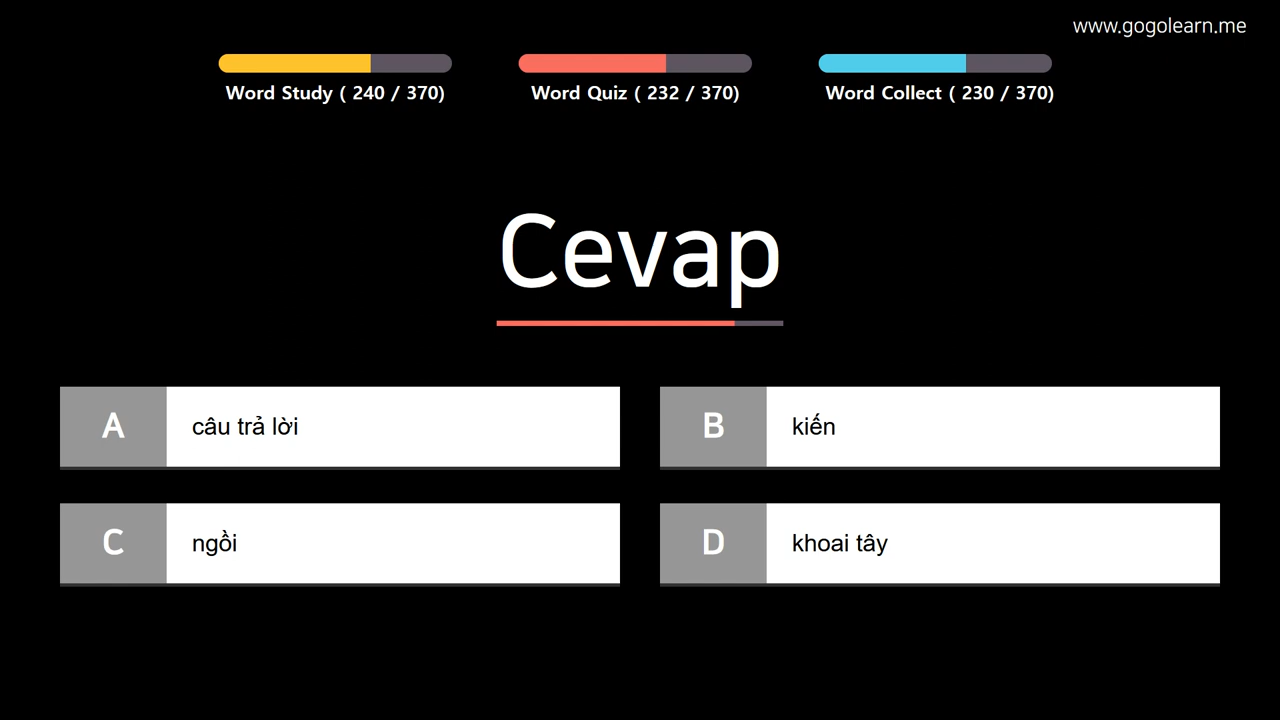 www.gogolearn.me
Word Study ( 240 / 370)
Word Quiz ( 232 / 370)
Word Collect ( 230 / 370)
Cevap
A
câu trả lời
B
kiến
C
ngồi
D
khoai tây